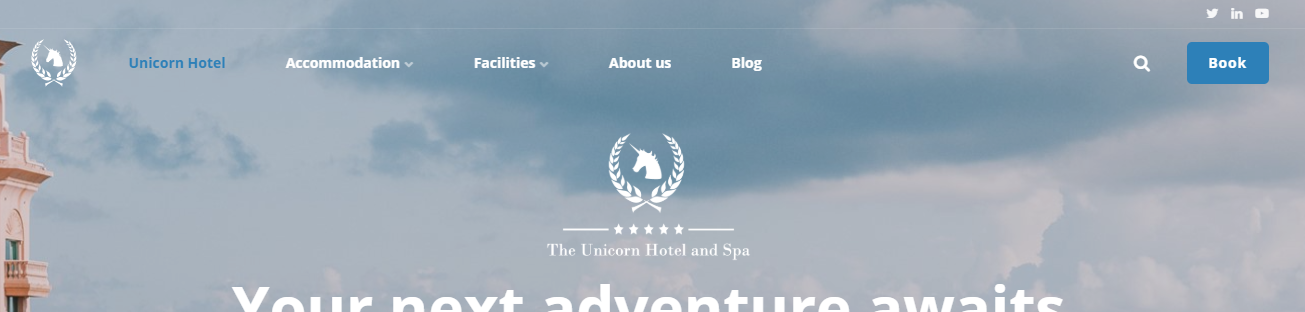 Unicorn Hotel Accommodation Facilities About us Blog Book
The Unicorn Hotel and Spa
Your next adventure awaits